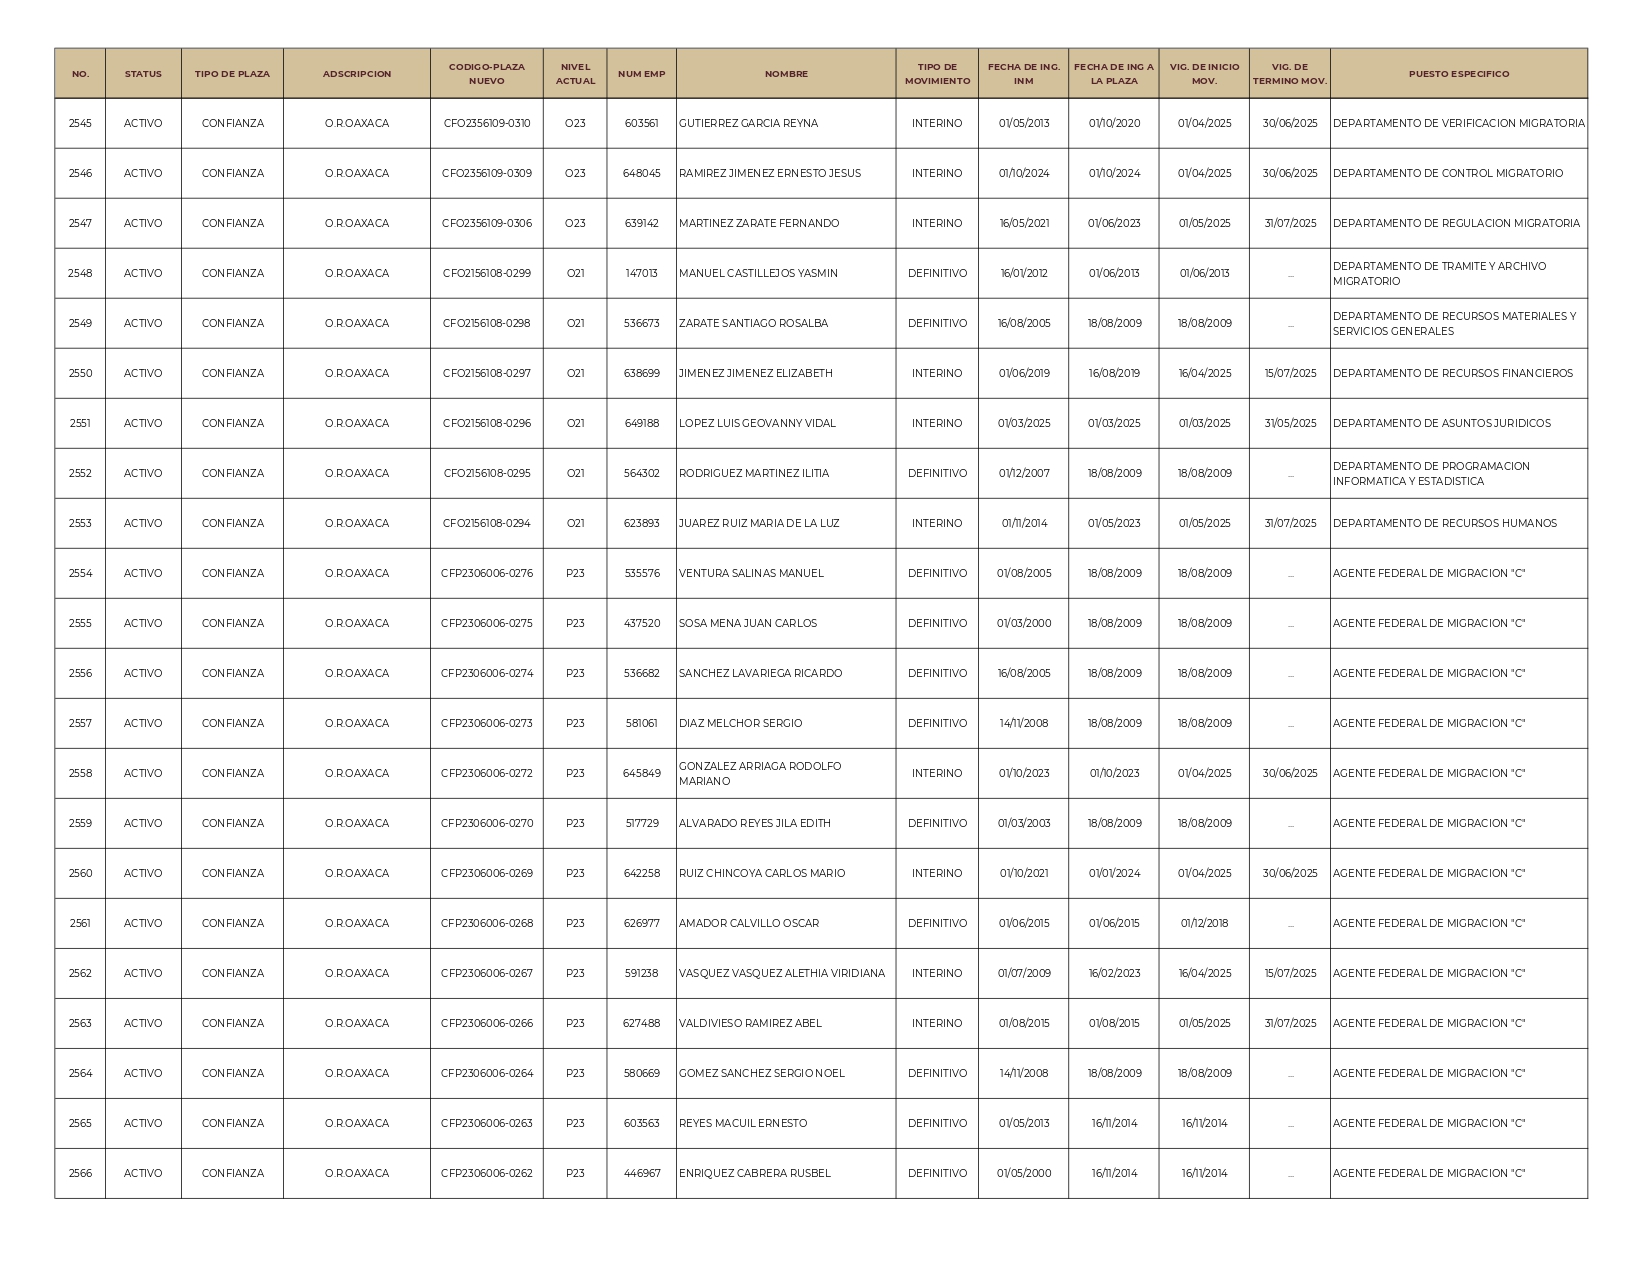 NO. STATUS TIPO DE PLAZA ADSCRIPCION CODIGO-PLAZA NUEVO NIVEL ACTUAL NUM EMP NOMBRE TIPO DE MOVIMIENTO FECHA DE ING. INM FECHA DE ING A LA PLAZA VIG. DE INICIO MOV. VIG. DE TERMINO MOV. PUESTO ESPECIFICO
2545 ACTIVO CONFIANZA O.R.OAXACA CFO2356109-0310 O23 603561 GUTIERREZ GARCIA REYNA INTERINO 01/05/2013 01/10/2020 01/04/2025 30/06/2025 DEPARTAMENTO DE VERIFICACION MIGRATORIA
2546 ACTIVO CONFIANZA O.R.OAXACA CFO2356109-0309 O23 648045 RAMIREZ JIMENEZ ERNESTO JESUS INTERINO 01/10/2024 01/10/2024 01/04/2025 30/06/2025 DEPARTAMENTO DE CONTROL MIGRATORIO
2547 ACTIVO CONFIANZA O.R.OAXACA CFO2356109-0306 O23 639142 MARTINEZ ZARATE FERNANDO INTERINO 16/05/2021 01/06/2023 01/05/2025 31/07/2025 DEPARTAMENTO DE REGULACION MIGRATORIA
2548 ACTIVO CONFIANZA O.R.OAXACA CFO2156108-0299 O21 147013 MANUEL CASTILLEJOS YASMIN DEFINITIVO 16/01/2012 01/06/2013 01/06/2013 ... DEPARTAMENTO DE TRAMITE Y ARCHIVO MIGRATORIO
2549 ACTIVO CONFIANZA O.R.OAXACA CFO2156108-0298 O21 536673 ZARATE SANTIAGO ROSALBA DEFINITIVO 16/08/2005 18/08/2009 18/08/2009 ... DEPARTAMENTO DE RECURSOS MATERIALES Y SERVICIOS GENERALES
2550 ACTIVO CONFIANZA O.R.OAXACA CFO2156108-0297 O21 638699 JIMENEZ JIMENEZ ELIZABETH INTERINO 01/06/2019 16/08/2019 16/04/2025 15/07/2025 DEPARTAMENTO DE RECURSOS FINANCIEROS
2551 ACTIVO CONFIANZA O.R.OAXACA CFO2156108-0296 O21 649188 LOPEZ LUIS GEOVANNY VIDAL INTERINO 01/03/2025 01/03/2025 01/03/2025 31/05/2025 DEPARTAMENTO DE ASUNTOS JURIDICOS
2552 ACTIVO CONFIANZA O.R.OAXACA CFO2156108-0295 O21 564302 RODRIGUEZ MARTINEZ ILITIA DEFINITIVO 01/12/2007 18/08/2009 18/08/2009 ... DEPARTAMENTO DE PROGRAMACION INFORMATICA Y ESTADISTICA
2553 ACTIVO CONFIANZA O.R.OAXACA CFO2156108-0294 O21 623893 JUAREZ RUIZ MARIA DE LA LUZ INTERINO 01/11/2014 01/05/2023 01/05/2025 31/07/2025 DEPARTAMENTO DE RECURSOS HUMANOS
2554 ACTIVO CONFIANZA O.R.OAXACA CFP2306006-0276 P23 535576 VENTURA SALINAS MANUEL DEFINITIVO 01/08/2005 18/08/2009 18/08/2009 ... AGENTE FEDERAL DE MIGRACION "C"
2555 ACTIVO CONFIANZA O.R.OAXACA CFP2306006-0275 P23 437520 SOSA MENA JUAN CARLOS DEFINITIVO 01/03/2000 18/08/2009 18/08/2009 ... AGENTE FEDERAL DE MIGRACION "C"
2556 ACTIVO CONFIANZA O.R.OAXACA CFP2306006-0274 P23 536682 SANCHEZ LAVARIEGA RICARDO DEFINITIVO 16/08/2005 18/08/2009 18/08/2009 ... AGENTE FEDERAL DE MIGRACION "C"
2557 ACTIVO CONFIANZA O.R.OAXACA CFP2306006-0273 P23 581061 DIAZ MELCHOR SERGIO DEFINITIVO 14/11/2008 18/08/2009 18/08/2009 ... AGENTE FEDERAL DE MIGRACION "C"
2558 ACTIVO CONFIANZA O.R.OAXACA CFP2306006-0272 P23 645849 GONZALEZ ARRIAGA RODOLFO MARIANO INTERINO 01/10/2023 01/10/2023 01/04/2025 30/06/2025 AGENTE FEDERAL DE MIGRACION "C"
2559 ACTIVO CONFIANZA O.R.OAXACA CFP2306006-0270 P23 517729 ALVARADO REYES JILA EDITH DEFINITIVO 01/03/2003 18/08/2009 18/08/2009 ... AGENTE FEDERAL DE MIGRACION "C"
2560 ACTIVO CONFIANZA O.R.OAXACA CFP2306006-0269 P23 642258 RUIZ CHINCOYA CARLOS MARIO INTERINO 01/10/2021 01/01/2024 01/04/2025 30/06/2025 AGENTE FEDERAL DE MIGRACION "C"
2561 ACTIVO CONFIANZA O.R.OAXACA CFP2306006-0268 P23 626977 AMADOR CALVILLO OSCAR DEFINITIVO 01/06/2015 01/06/2015 01/12/2018 ... AGENTE FEDERAL DE MIGRACION "C"
2562 ACTIVO CONFIANZA O.R.OAXACA CFP2306006-0267 P23 591238 VASQUEZ VASQUEZ ALETHIA VIRIDIANA INTERINO 01/07/2009 16/02/2023 16/04/2025 15/07/2025 AGENTE FEDERAL DE MIGRACION "C"
2563 ACTIVO CONFIANZA O.R.OAXACA CFP2306006-0266 P23 627488 VALDIVIESO RAMIREZ ABEL INTERINO 01/08/2015 01/08/2015 01/05/2025 31/07/2025 AGENTE FEDERAL DE MIGRACION "C"
2564 ACTIVO CONFIANZA O.R.OAXACA CFP2306006-0264 P23 580669 GOMEZ SANCHEZ SERGIO NOEL DEFINITIVO 14/11/2008 18/08/2009 18/08/2009 ... AGENTE FEDERAL DE MIGRACION "C"
2565 ACTIVO CONFIANZA O.R.OAXACA CFP2306006-0263 P23 603563 REYES MACUIL ERNESTO DEFINITIVO 01/05/2013 16/11/2014 16/11/2014 ... AGENTE FEDERAL DE MIGRACION "C"
2566 ACTIVO CONFIANZA O.R.OAXACA CFP2306006-0262 P23 446967 ENRIQUEZ CABRERA RUSBEL DEFINITIVO 01/05/2000 16/11/2014 16/11/2014 ... AGENTE FEDERAL DE MIGRACION "C"